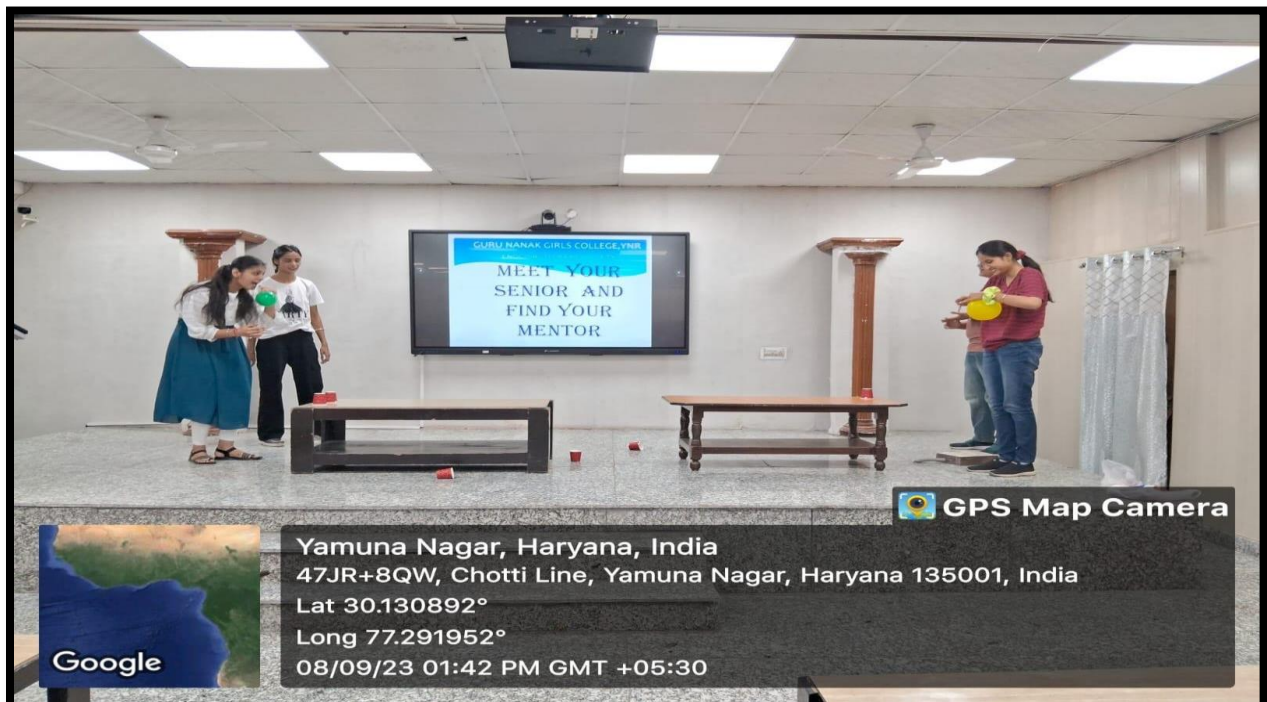 GURU NANAK GIRLS COLLEGE,YNR
MEET YOUR
SENIOR AND
FIND YOUR
MENTOR
GPS Map Camera
Yamuna Nagar, Haryana, India
47JR+8QW, Chotti Line, Yamuna Nagar, Haryana 135001, India
Lat 30.130892°
Long 77.291952°
08/09/23 01:42 PM GMT +05:30
Google